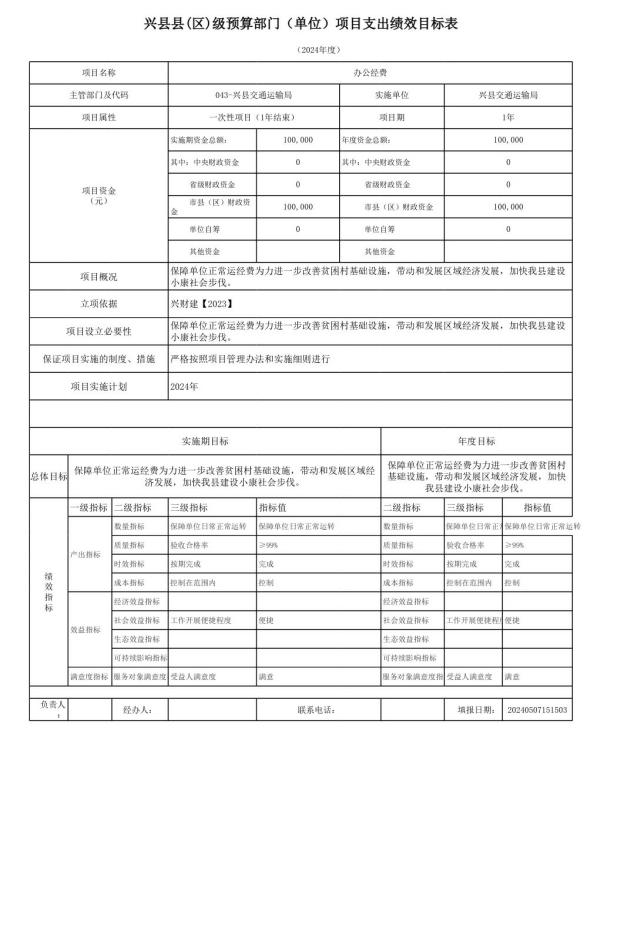 兴县县(区)级预算部门（单位）项目支出绩效目标表
（2024年度）
项目名称 办公经费
主管部门及代码 043-兴县交通运输局 实施单位 兴县交通运输局
项目属性 一次性项目（1年结束） 项目期 1年
项目资金
（元）
实施期资金总额: 100,000 年度资金总额: 100,000
其中: 中央财政资金 0 其中: 中央财政资金 0
省级财政资金 0 省级财政资金 0
市县（区）财政资
金 100,000 市县（区）财政资金 100,000
单位自筹 0 单位自筹 0
其他资金 其他资金
项目概况 保障单位正常运经费为力进一步改善贫困村基础设施，带动和发展区域经济发展，加快我县建设
小康社会步伐。
立项依据 兴财建【2023】
项目设立必要性 保障单位正常运经费为力进一步改善贫困村基础设施，带动和发展区域经济发展，加快我县建设
小康社会步伐。
保证项目实施的制度、措施 严格按照项目管理办法和实施细则进行
项目实施计划 2024年
实施期目标 年度目标
总体目标 保障单位正常运经费为力进一步改善贫困村基础设施，带动和发展区域经
济发展，加快我县建设小康社会步伐。
保障单位正常运经费为力进一步改善贫困村
基础设施，带动和发展区域经济发展，加快
我县建设小康社会步伐。
绩效指标
一级指标 二级指标 三级指标 指标值 二级指标 三级指标 指标值
产出指标
数量指标 保障单位日常正常运转 保障单位日常正常运转 数量指标 保障单位日常正 保障单位日常正常运转
质量指标 验收合格率 ≥99% 质量指标 验收合格率 ≥99%
时效指标 按期完成 完成 时效指标 按期完成 完成
成本指标 控制在范围内 控制 成本指标 控制在范围内 控制
效益指标
经济效益指标 经济效益指标
社会效益指标 工作开展便捷程度 便捷 社会效益指标 工作开展便捷程 便捷
生态效益指标 生态效益指标
可持续影响指标 可持续影响指标
满意度指标 服务对象满意度 受益人满意度 满意 服务对象满意度指 受益人满意度 满意
负责人
： 经办人： 联系电话： 填报日期： 20240507151503